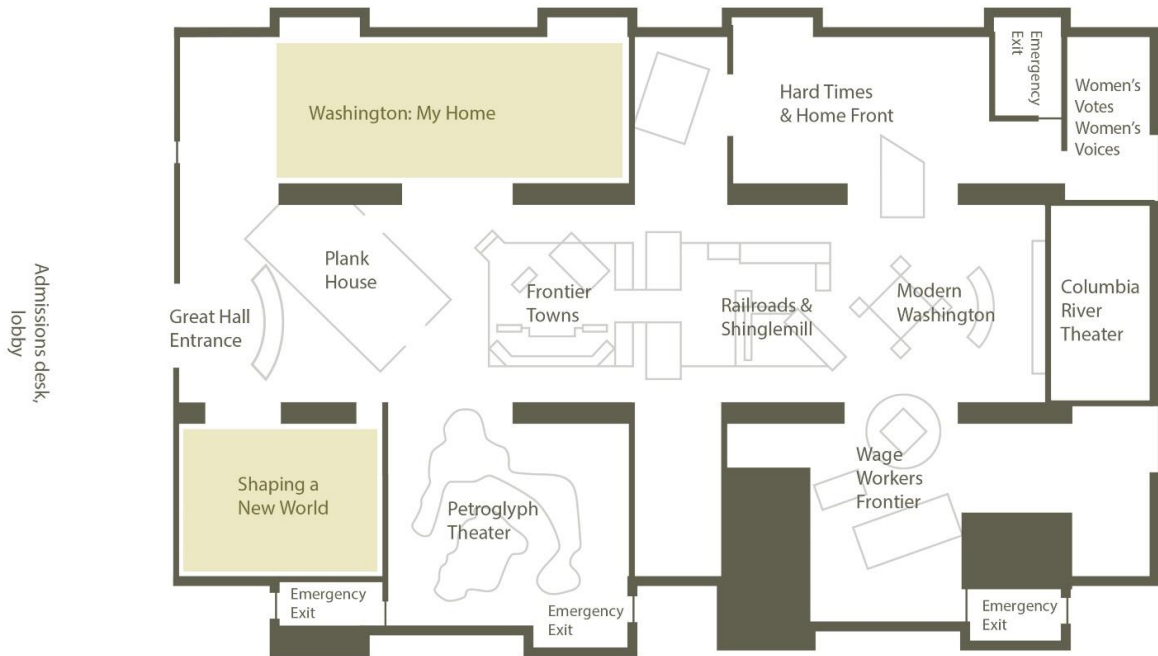 Emergency
Exit
Washington: My Home
Hard Times
& Home Front
Women's
Votes
Women's
Voices
Admissions desk,
lobby
Great Hall
Entrance
Plank
House
Frontier
Towns
Railroads &
Shinglemill
Modern
Washington
Columbia
River
Theater
Shaping a
New World
Petroglyph
Theater
Wage
Workers
Frontier
Emergency
Exit
Emergency
Exit
Emergency
Exit